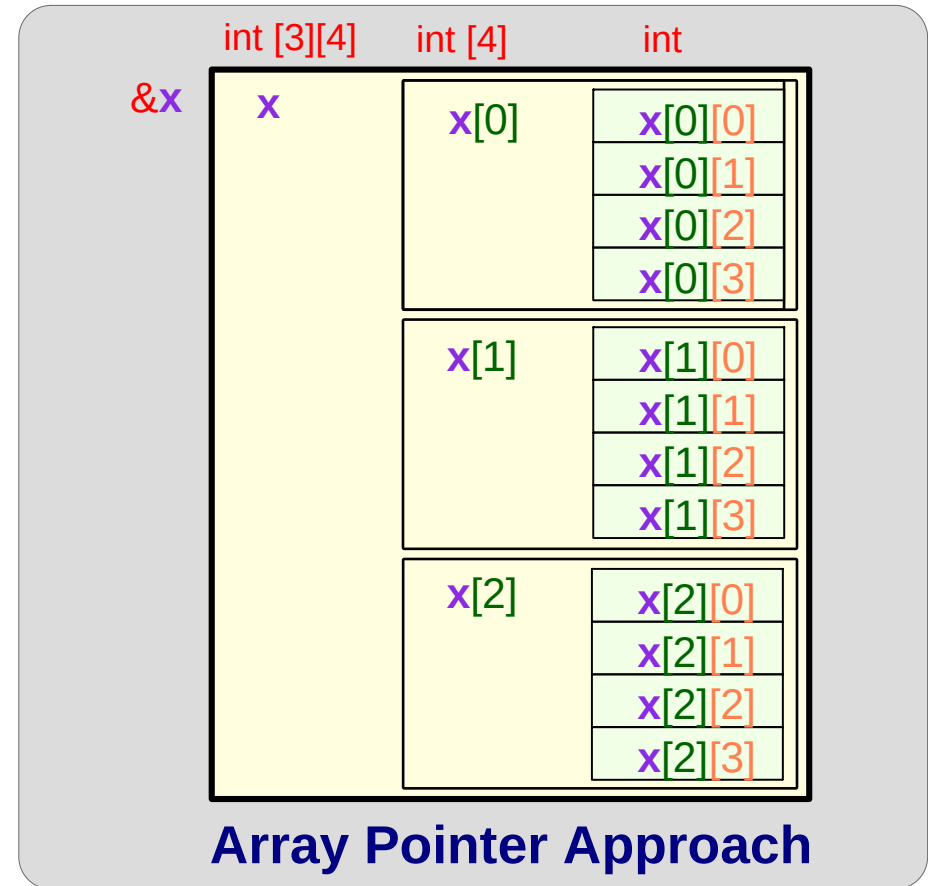 int [3][4] int [4] int
&x x x[0] x[0][0]
x[0][1]
x[0][2]
x[0][3]
x[1] x[1][0]
x[1][1]
x[1][2]
x[1][3]
x[2] x[2][0]
x[2][1]
x[2][2]
x[2][3]
Array Pointer Approach